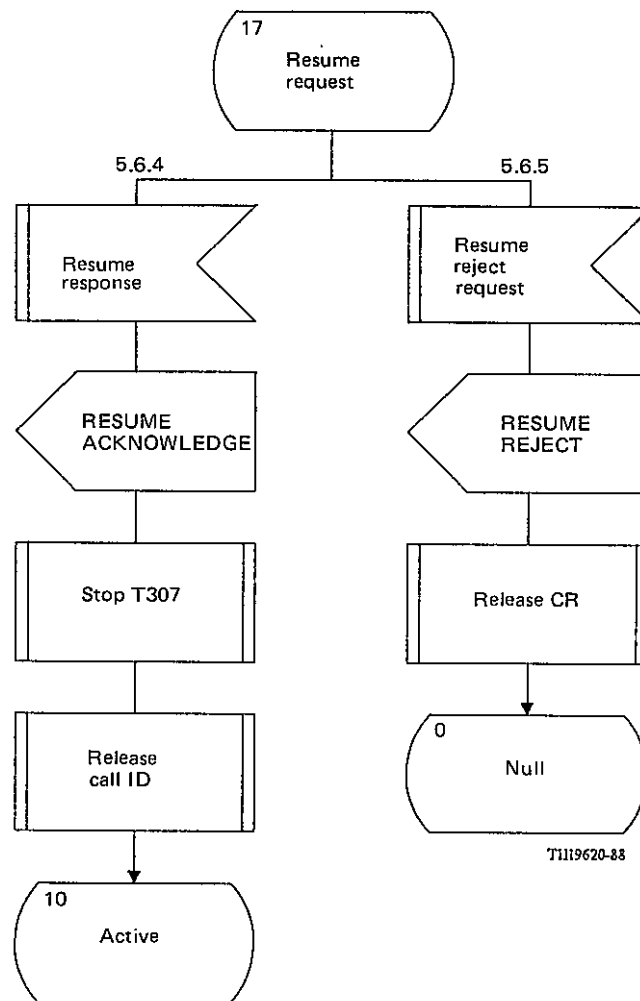 17
Resume
request
5.6.4
5.6.5
Resume
response
Resume
reject
request
RESUME
ACKNOWLEDGE
RESUME
REJECT
Stop T307
Release CR
Release
call ID
0
Null
T1119620-88
10
Active